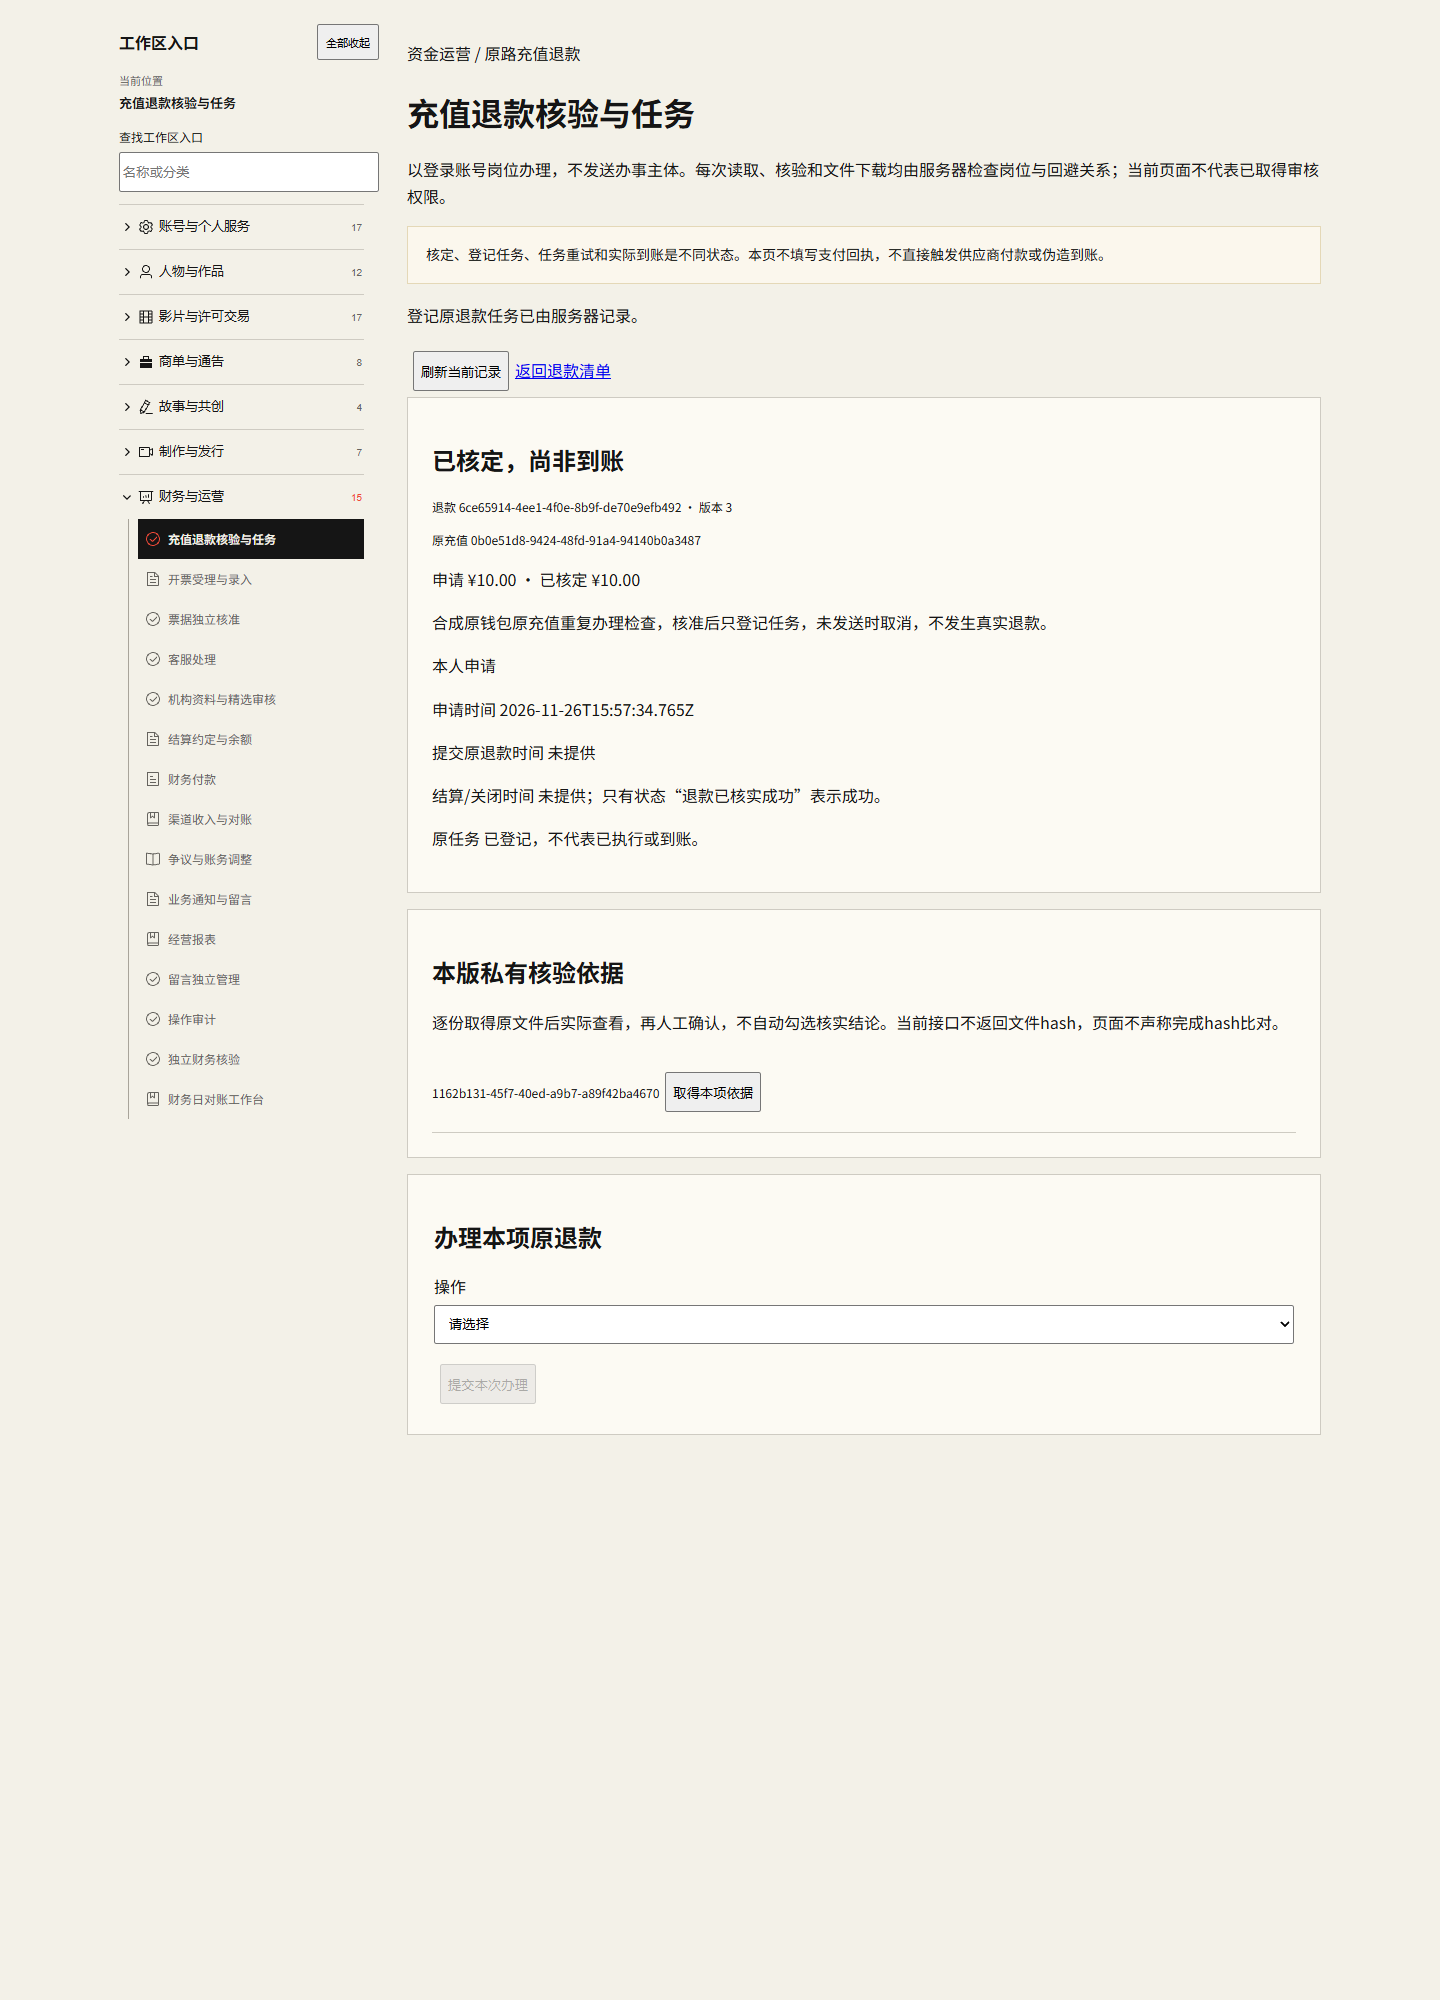 工作区入口
全部收起
当前位置
充值退款核验与任务
查找工作区入口
名称或分类
账号与个人服务 17
人物与作品 12
影片与许可交易 17
商单与通告 8
故事与共创 4
制作与发行 7
财务与运营 15
充值退款核验与任务
开票受理与录入
票据独立核准
客服处理
机构资料与精选审核
结算约定与余额
财务付款
渠道收入与对账
争议与账务调整
业务通知与留言
经营报表
留言独立管理
操作审计
独立财务核验
财务日对账工作台
资金运营 / 原路充值退款
充值退款核验与任务
以登录账号岗位办理，不发送办事主体。每次读取、核验和文件下载均由服务器检查岗位与回避关系；当前页面不代表已取得审核
权限。
核定、登记任务、任务重试和实际到账是不同状态。本页不填写支付回执，不直接触发供应商付款或伪造到账。
登记原退款任务已由服务器记录。
刷新当前记录 返回退款清单
已核定，尚非到账
退款 6ce65914-4ee1-4f0e-8b9f-de70e9efb492 · 版本 3
原充值 0b0e51d8-9424-48fd-91a4-94140b0a3487
申请 ¥10.00 · 已核定 ¥10.00
合成原钱包原充值重复办理检查，核准后只登记任务，未发送时取消，不发生真实退款。
本人申请
申请时间 2026-11-26T15:57:34.765Z
提交原退款时间 未提供
结算/关闭时间 未提供；只有状态“退款已核实成功”表示成功。
原任务 已登记，不代表已执行或到账。
本版私有核验依据
逐份取得原文件后实际查看，再人工确认，不自动勾选核实结论。当前接口不返回文件hash，页面不声称完成hash比对。
1162b131-45f7-40ed-a9b7-a89f42ba4670 取得本项依据
办理本项原退款
操作
请选择
提交本次办理